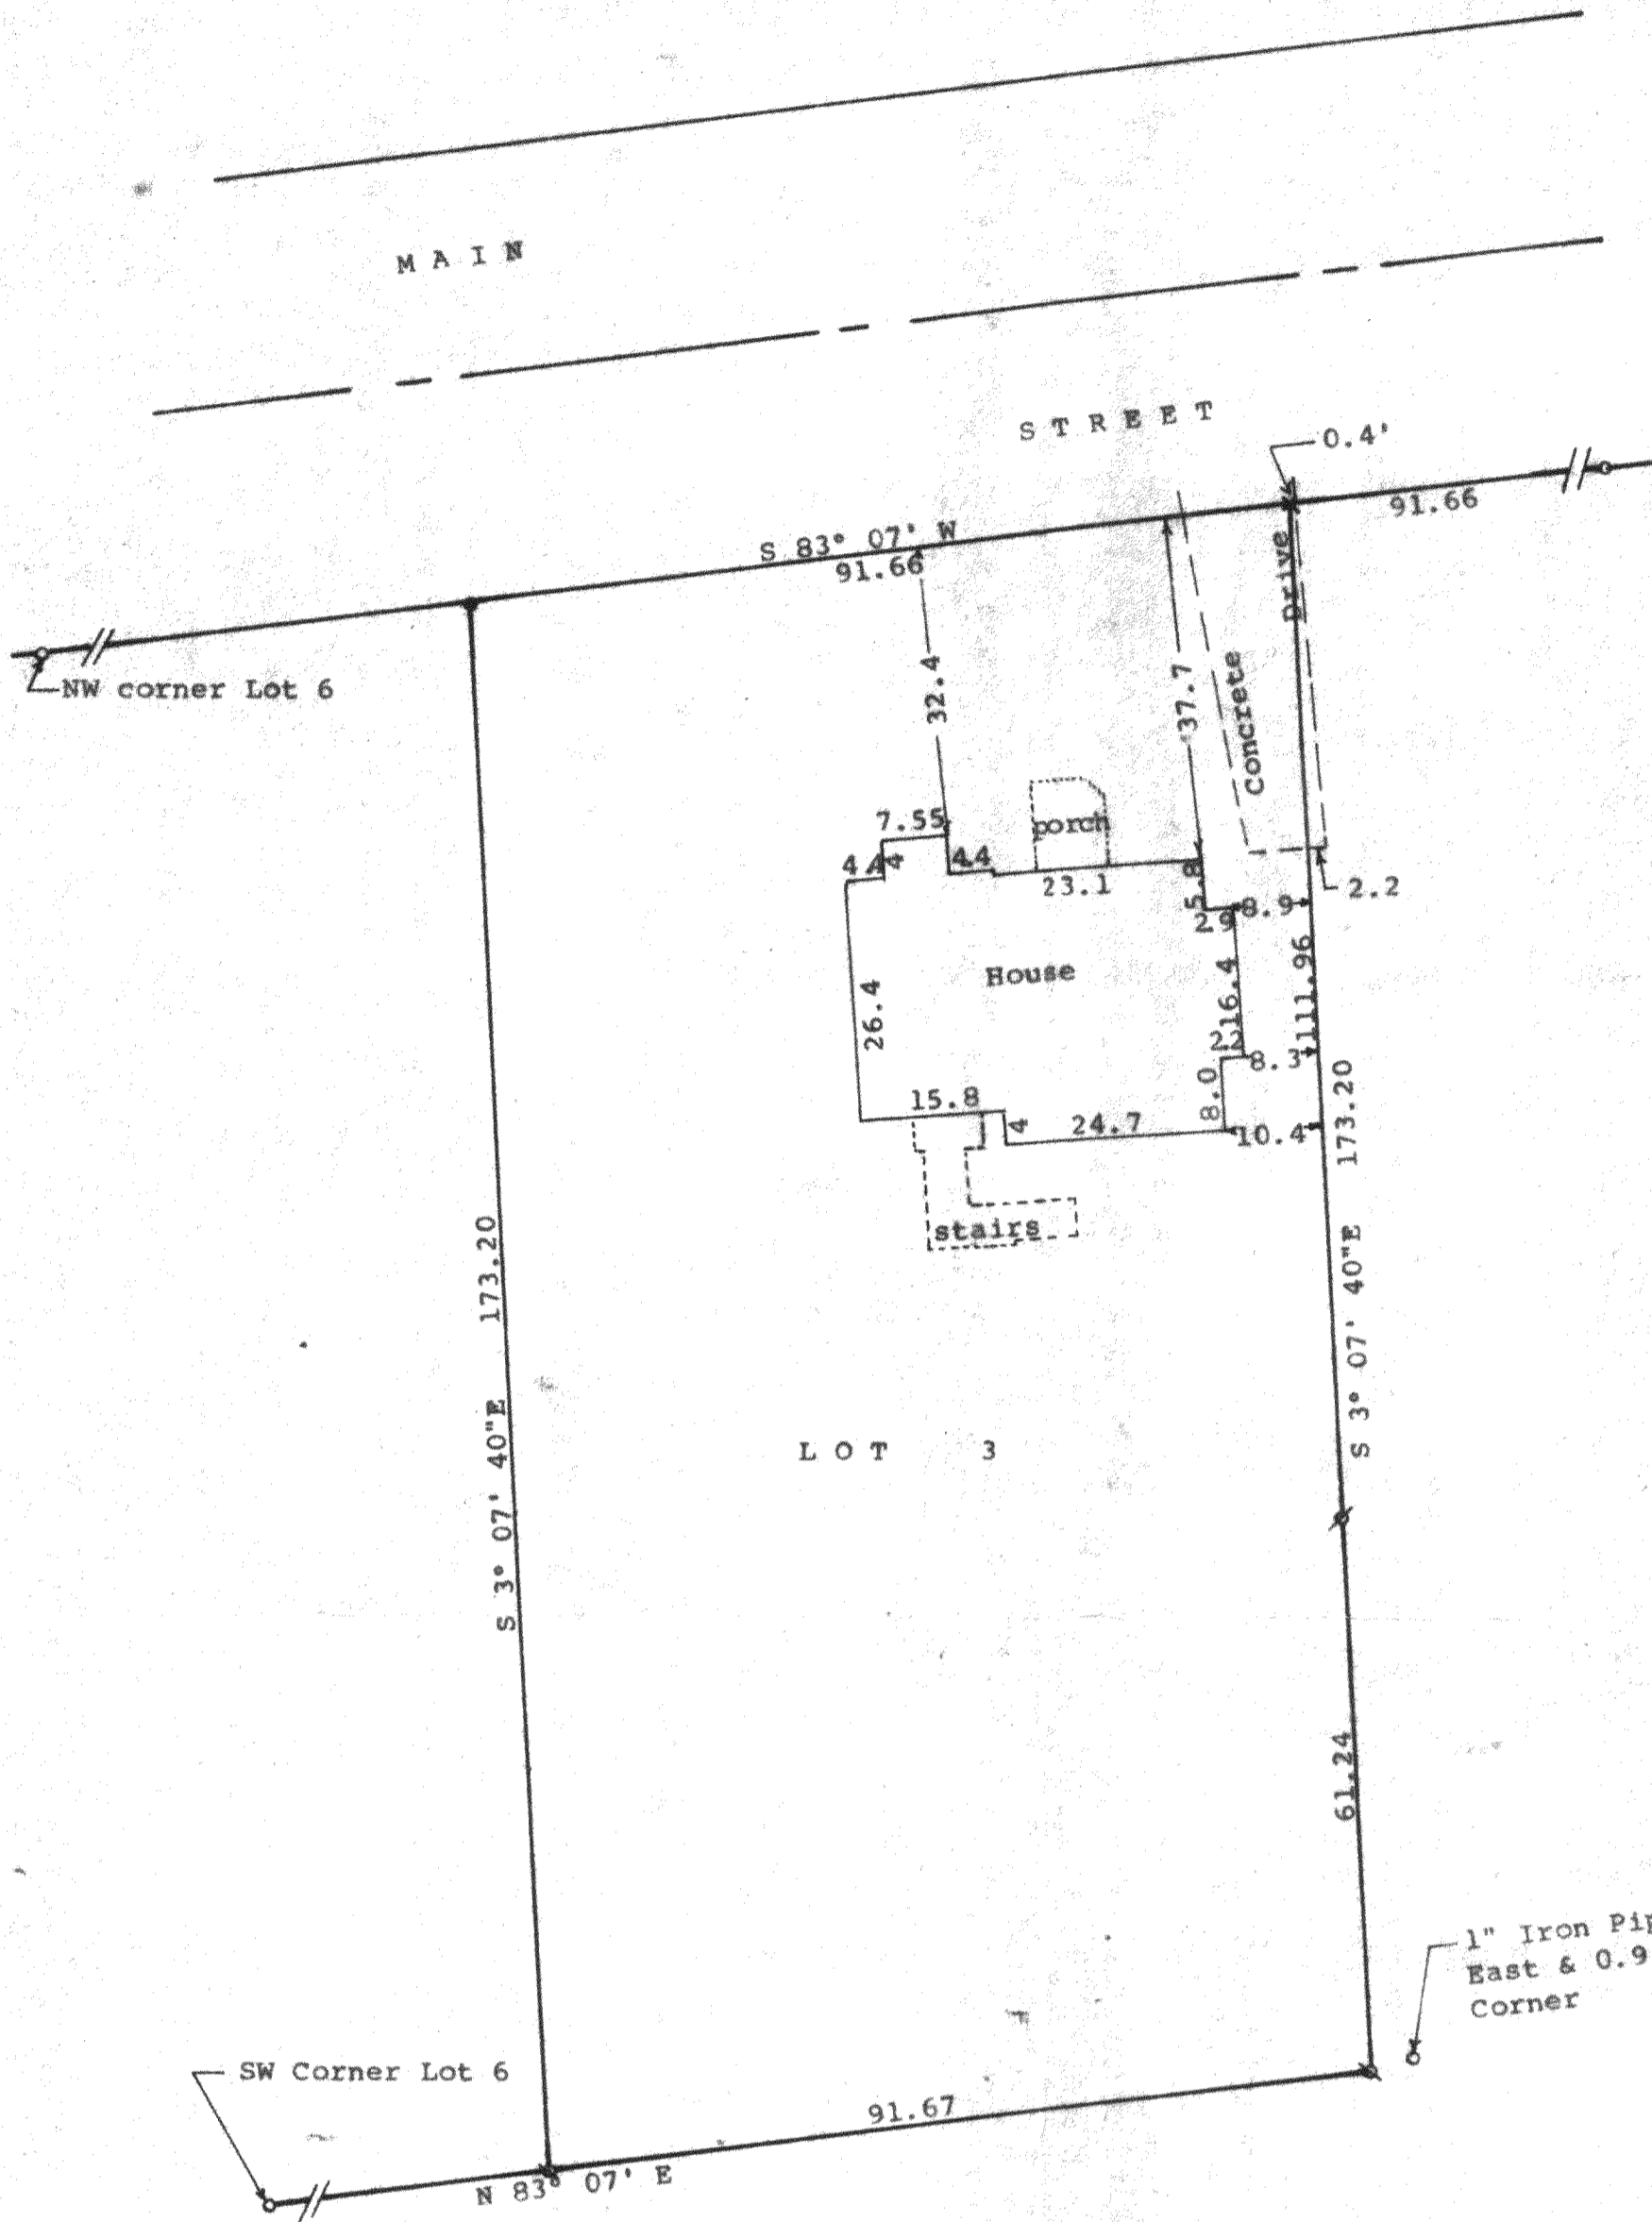 M A I N
S T R E E T
0.4'
91.66
S 83° 07' W
91.66
NW corner Lot 6
drive
Concrete
32.4
37.7
porch
7.55
4.4
4
4.4
23.1
5.8
2.9
8.9
2.2
House
26.4
16.4
111.96
2.2
8.3
8.0
15.8
4
24.7
10.4
173.20
S 3° 07' 40"E
stairs
173.20
S 3° 07' 40"E
L O T 3
61.24
1" Iron
East & 0.9
Corner
SW Corner Lot 6
91.67
N 83° 07' E